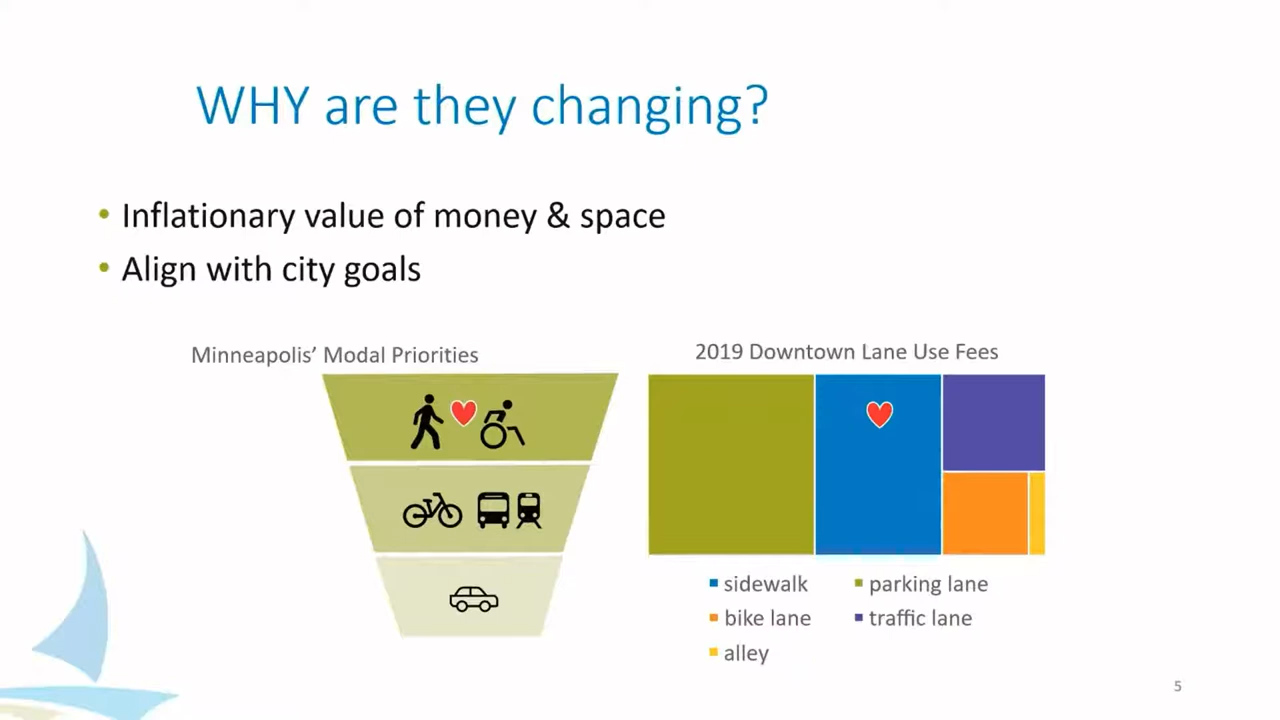 WHY are they changing?
• Inflationary value of money & space
• Align with city goals
Minneapolis’ Modal Priorities
2019 Downtown Lane Use Fees
sidewalk
parking lane
bike lane
traffic lane
alley
5